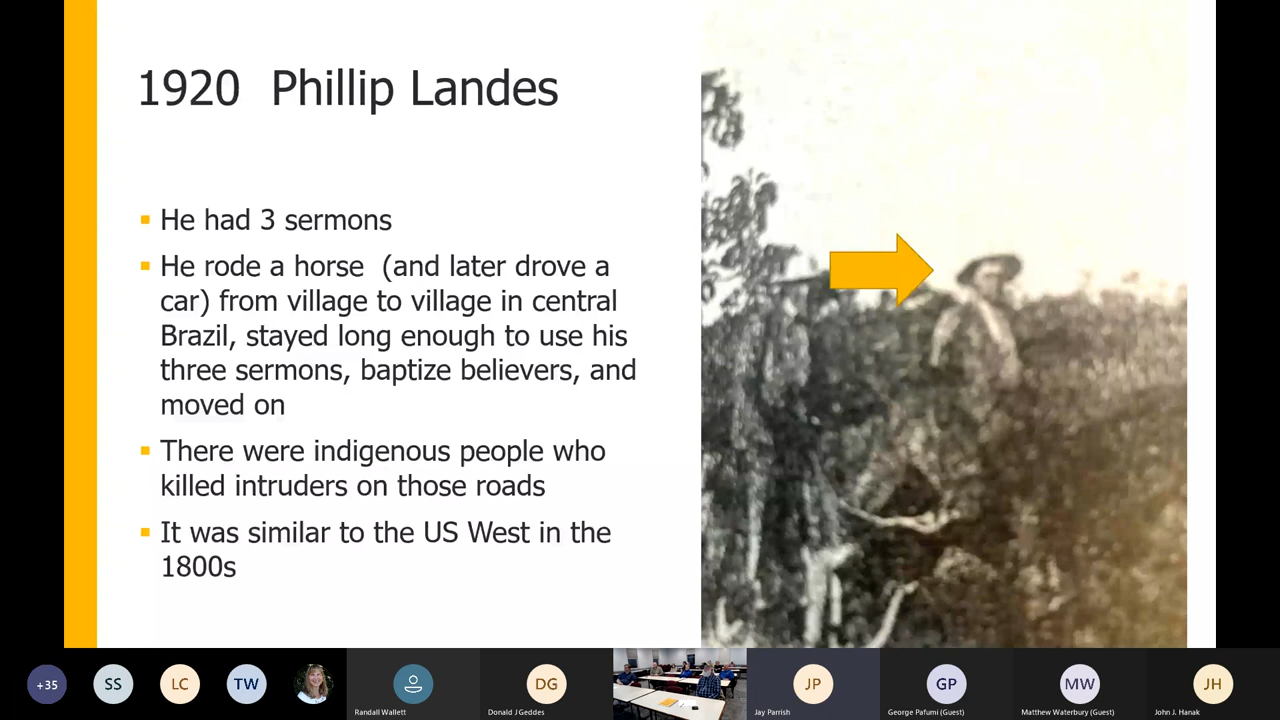 1920  Phillip Landes
He had 3 sermons
He rode a horse  (and later drove a
car) from village to village in central
Brazil, stayed long enough to use his
three sermons, baptize believers, and
moved on
There were indigenous people who
killed intruders on those roads
It was similar to the US West in the
1800s
+35
SS
LC
TW
Randall Wallett
DG
Donald J Geddes
JP
Jay Parrish
GP
George Pafumi (Guest)
MW
Matthew Waterbury (Guest)
JH
John J. Hanak